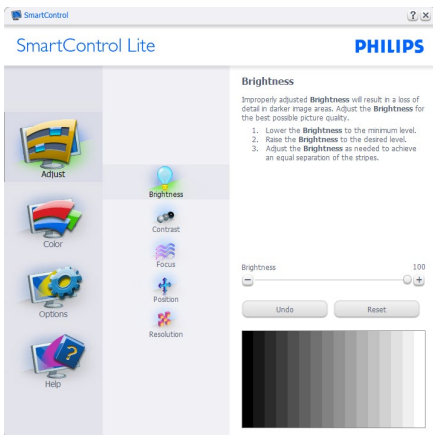 SmartControl
SmartControl Lite
PHILIPS
Adjust
Color
Options
Help
Brightness
Contrast
Focus
Position
Resolution
Brightness
Improperly adjusted Brightness will result in a loss of
detail in darker image areas. Adjust the Brightness for
the best possible picture quality.
1. Lower the Brightness to the minimum level.
2. Raise the Brightness to the desired level.
3. Adjust the Brightness as needed to achieve
an equal separation of the stripes.
Brightness 100
Undo Reset